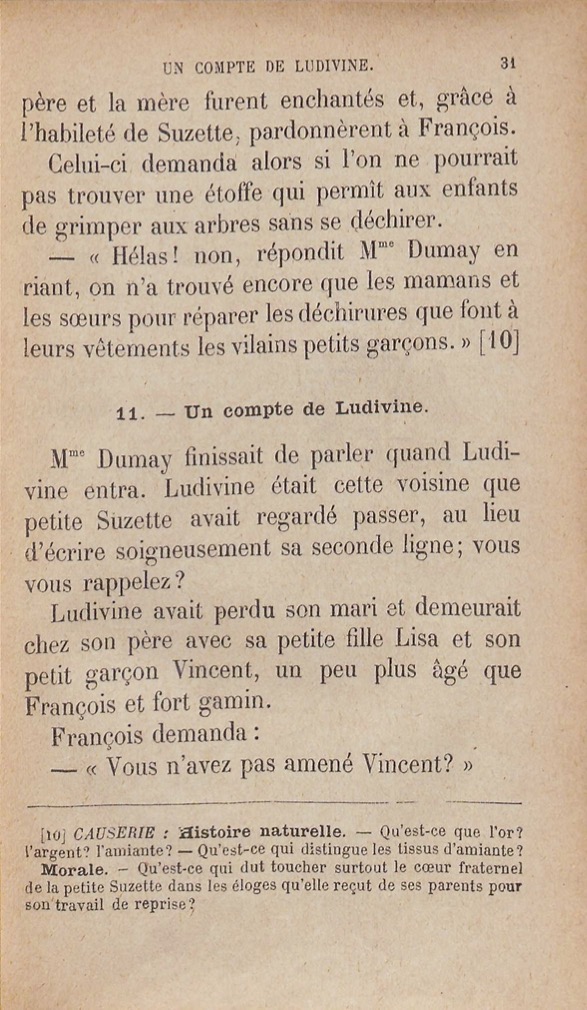 UN COMPTE DE LUDIVINE. 31
père et la mère furent enchantés et, grâce à
l'habileté de Suzette, pardonnèrent à François.
Celui-ci demanda alors si l'on ne pourrait
pas trouver une étoffe qui permît aux enfants
de grimper aux arbres sans se déchirer.
— « Hélas! non, répondit Mme Dumay en
riant, on n'a trouvé encore que les mamans et
les sœurs pour réparer les déchirures que font à
leurs vêtements les vilains petits garçons. » [10]
11. — Un compte de Ludivine.
Mme Dumay finissait de parler quand Ludi-
vine entra. Ludivine était cette voisine que
petite Suzette avait regardé passer, au lieu
d'écrire soigneusement sa seconde ligne; vous
vous rappelez?
Ludivine avait perdu son mari et demeurait
chez son père avec sa petite fille Lisa et son
petit garçon Vincent, un peu plus âgé que
François et fort gamin.
François demanda :
— « Vous n'avez pas amené Vincent? »
[10] CAUSERIE : Histoire naturelle. — Qu'est-ce que l'or?
l'argent? l'amiante? — Qu'est-ce qui distingue les tissus d'amiante?
Morale. — Qu'est-ce qui dut toucher surtout le cœur fraternel
de la petite Suzette dans les éloges qu'elle reçut de ses parents pour
son travail de reprise?